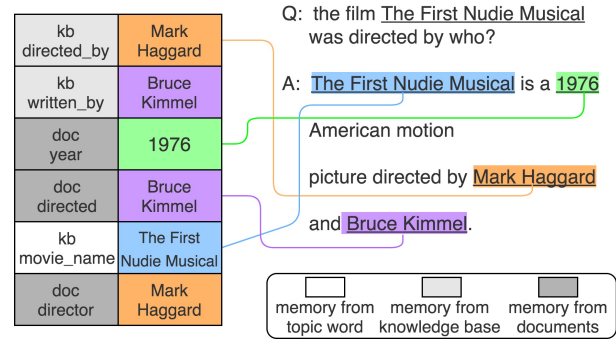 kb
directed_by
Mark
Haggard
kb
written_by
Bruce
Kimmel
doc
year
1976
doc
directed
Bruce
Kimmel
kb
movie_name
The First
Nudie Musical
doc
director
Mark
Haggard
Q: the film The First Nudie Musical
was directed by who?
A: The First Nudie Musical is a 1976
American motion
picture directed by Mark Haggard
and Bruce Kimmel.
memory from
topic word
memory from
knowledge base
memory from
documents